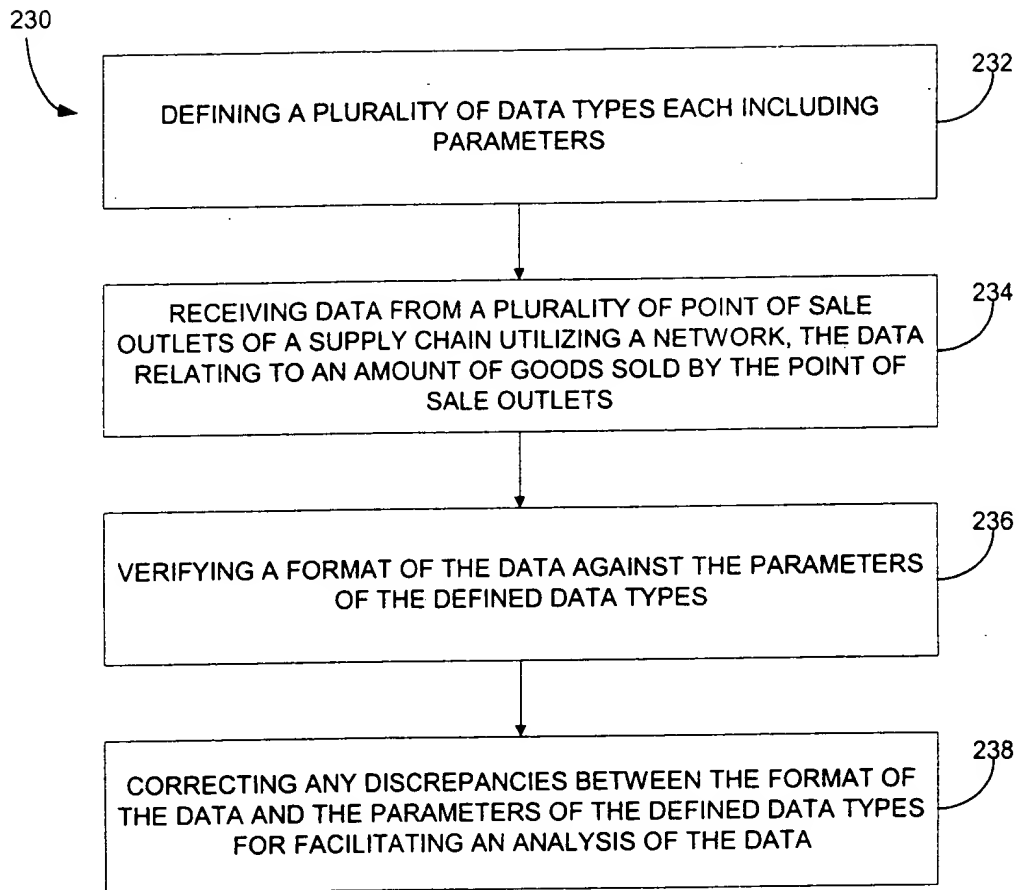 230
232
DEFINING A PLURALITY OF DATA TYPES EACH INCLUDING
PARAMETERS
234
RECEIVING DATA FROM A PLURALITY OF POINT OF SALE
OUTLETS OF A SUPPLY CHAIN UTILIZING A NETWORK, THE DATA
RELATING TO AN AMOUNT OF GOODS SOLD BY THE POINT OF
SALE OUTLETS
236
VERIFYING A FORMAT OF THE DATA AGAINST THE PARAMETERS
OF THE DEFINED DATA TYPES
238
CORRECTING ANY DISCREPANCIES BETWEEN THE FORMAT OF
THE DATA AND THE PARAMETERS OF THE DEFINED DATA TYPES
FOR FACILITATING AN ANALYSIS OF THE DATA